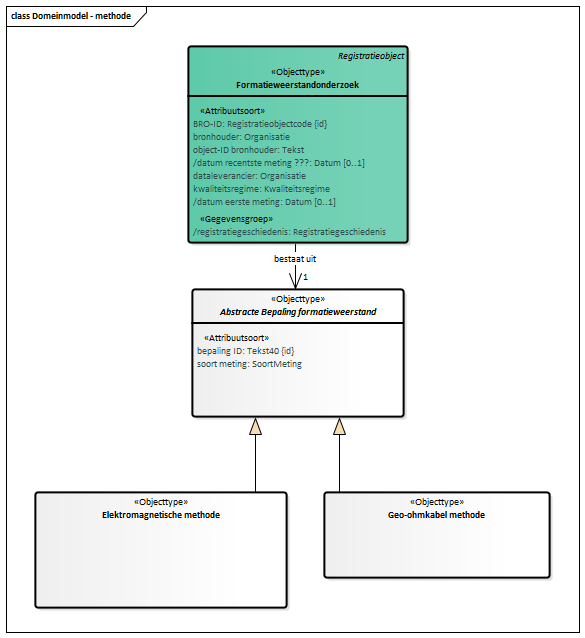 class Domeinmodel - methode
Registratieobject
«Objecttype»
Formatieweerstandonderzoek
«Attribuutsoort»
BRO-ID: Registratieobjectcode {id}
bronhouder: Organisatie
object-ID bronhouder: Tekst
/datum recentste meting ???: Datum [0..1]
dataleverancier: Organisatie
kwaliteitsregime: Kwaliteitsregime
/datum eerste meting: Datum [0..1]
«Gegevensgroep»
/registratiegeschiedenis: Registratiegeschiedenis
bestaat uit
1
«Objecttype»
Abstracte Bepaling formatieweerstand
«Attribuutsoort»
bepaling ID: Tekst40 {id}
soort meting: SoortMeting
«Objecttype»
Elektromagnetische methode
«Objecttype»
Geo-ohmkabel methode